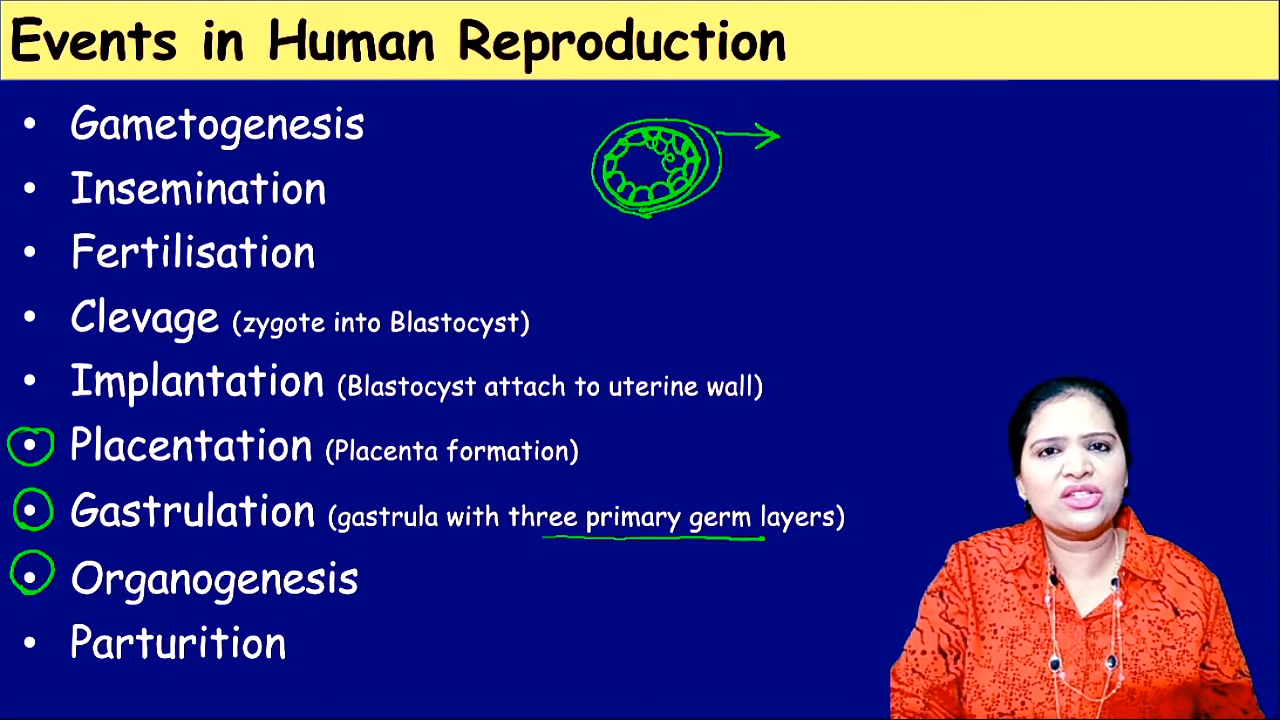 Events in Human Reproduction
• Gametogenesis
• Insemination
• Fertilisation
• Clevage (zygote into Blastocyst)
• Implantation (Blastocyst attach to uterine wall)
• Placentation (Placenta formation)
• Gastrulation (gastrula with three primary germ layers)
• Organogenesis
• Parturition